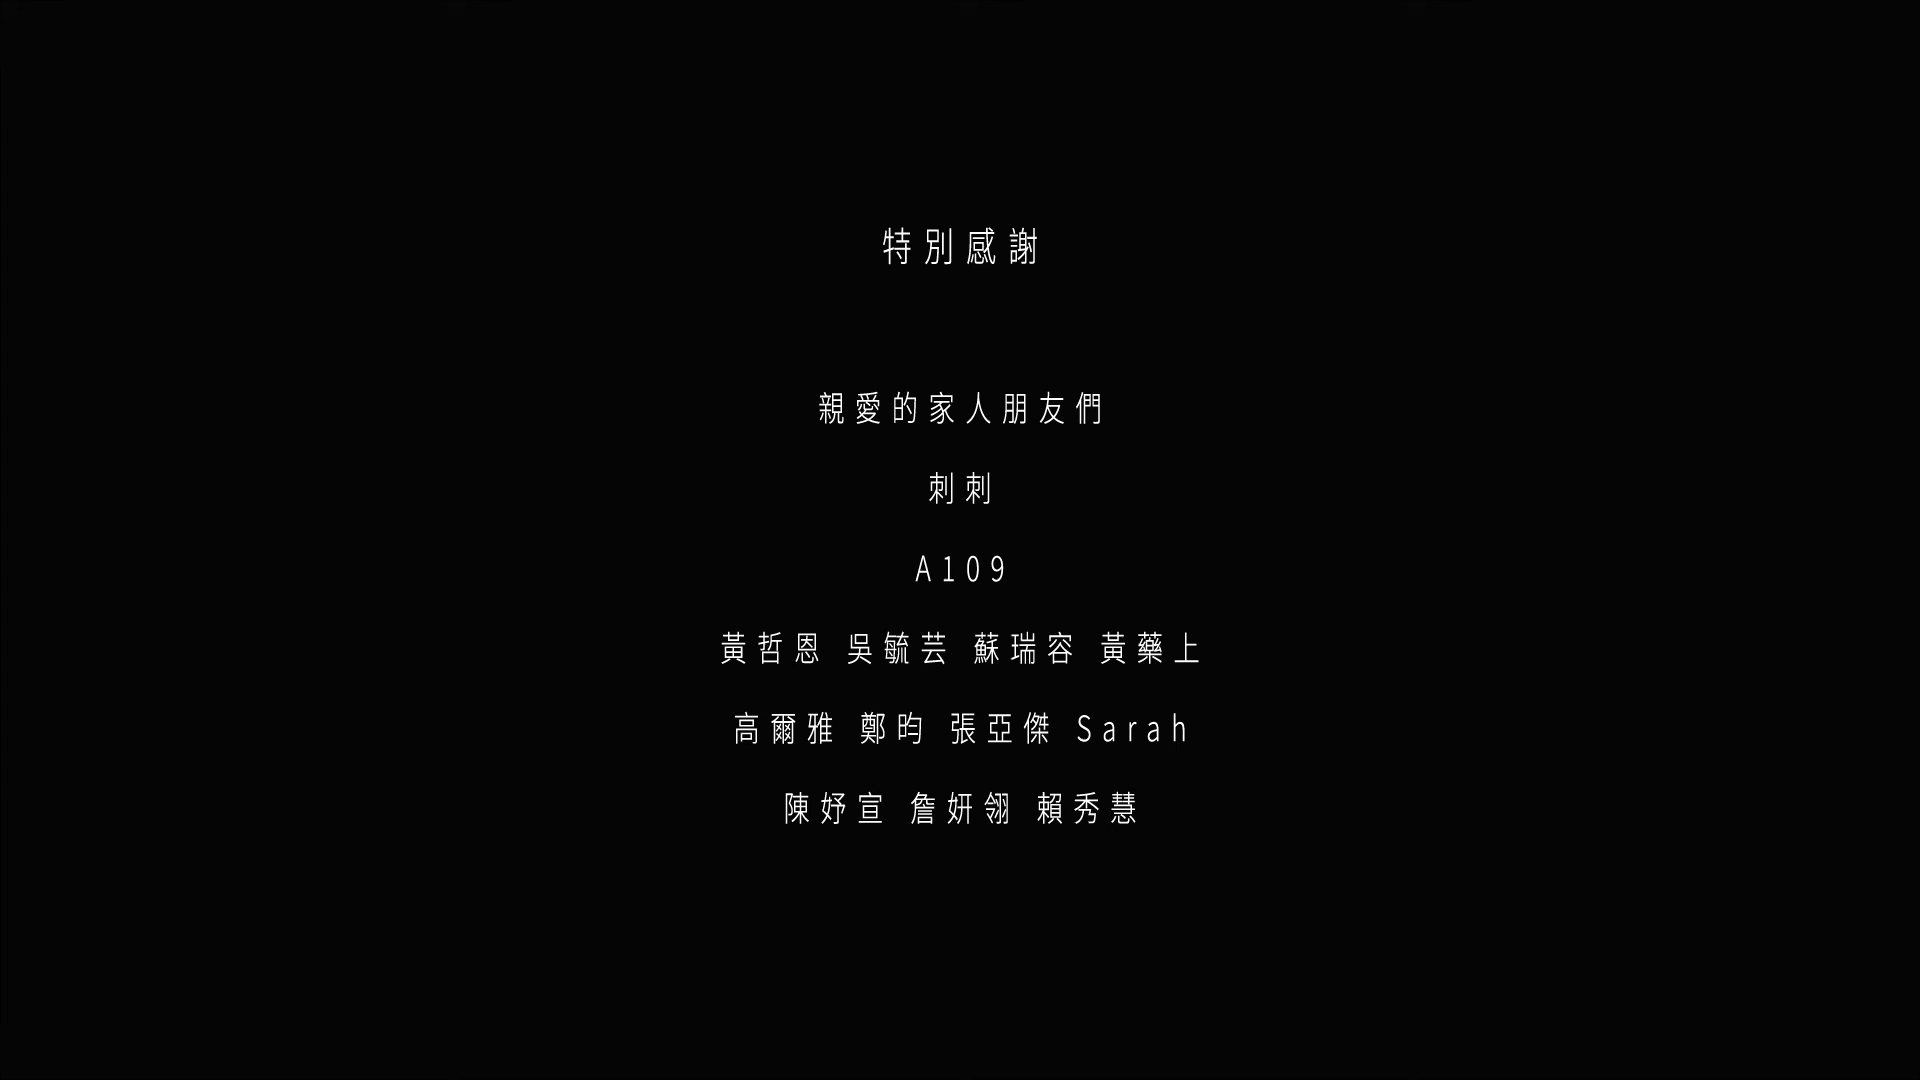 特別感謝
親愛的家人朋友們
刺刺
A109
黃哲恩 吳毓芸 蘇瑞容 黃藥上
高爾雅 鄭昀 張亞傑 Sarah
陳妤宣 詹妍翎 賴秀慧